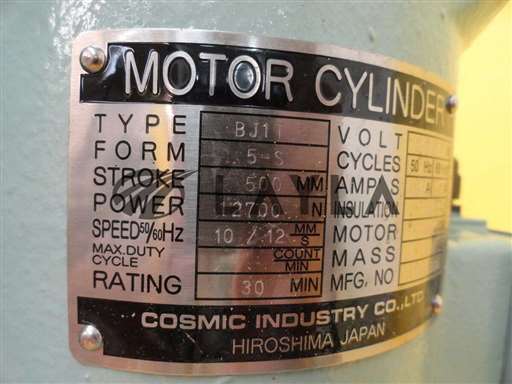 MOTOR CYLINDER
TYPE BJ11 VOLT
FORM 5-S CYCLES 50 Hz
STROKE 500 MM AMPS A
POWER 12700 N INSULATION
SPEED 50/60Hz 10 / 12 MM/S MOTOR
MAX.DUTY CYCLE COUNT/MIN MASS
RATING 30 MIN MFG. NO
COSMIC INDUSTRY CO.,LTD
HIROSHIMA JAPAN